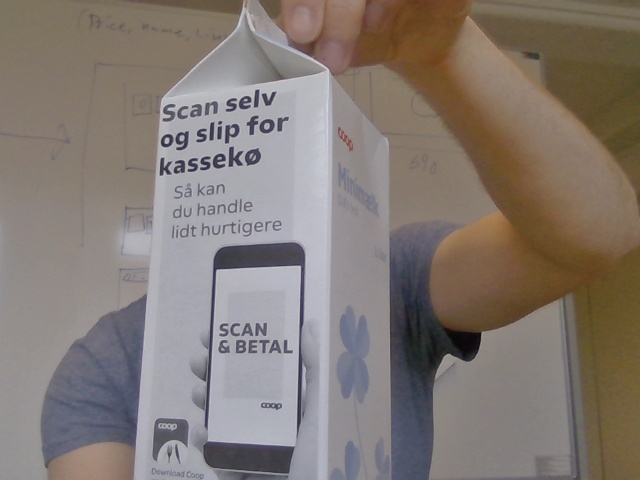 Scan selv
og slip for
kassekø
Så kan
du handle
lidt hurtigere
SCAN
& BETAL
coop
coop
Download Coop
coop
Minimælk